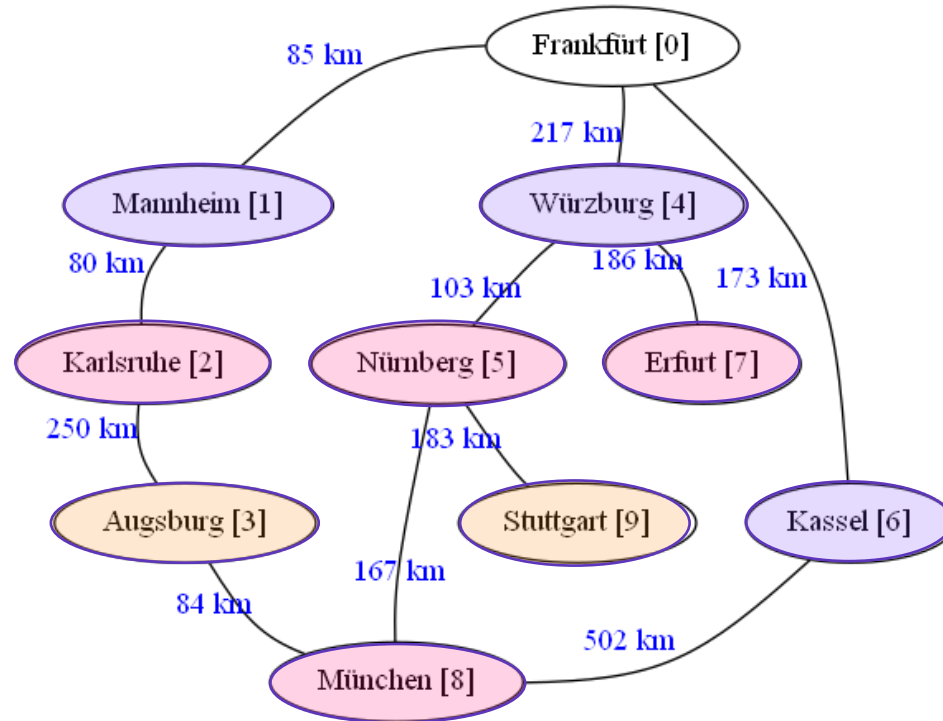 Frankfürt [0]
85 km
217 km
Mannheim [1]
Würzburg [4]
80 km
186 km
103 km
173 km
Karlsruhe [2]
Nürnberg [5]
Erfurt [7]
250 km
183 km
Augsburg [3]
Stuttgart [9]
Kassel [6]
167 km
84 km
502 km
München [8]